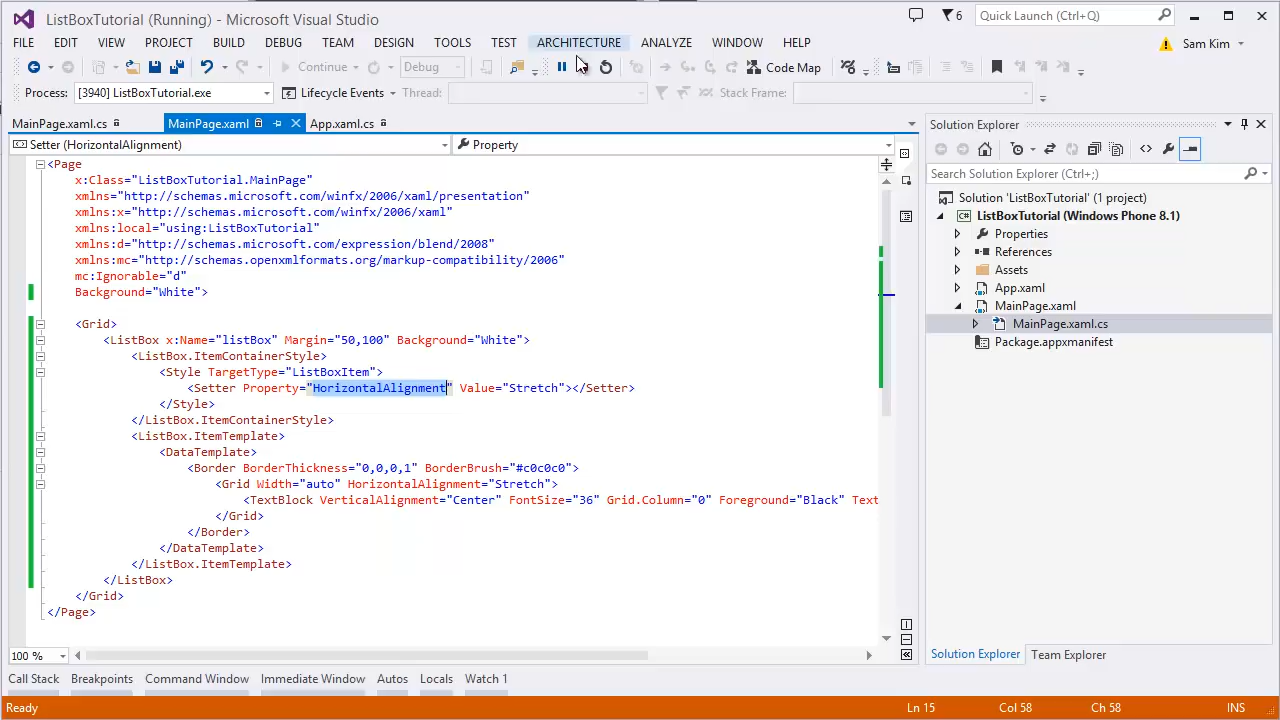 ListBoxTutorial (Running) - Microsoft Visual Studio
6
Quick Launch (Ctrl+Q)
FILE EDIT VIEW PROJECT BUILD DEBUG TEAM DESIGN TOOLS TEST ARCHITECTURE ANALYZE WINDOW HELP
Sam Kim
Continue Debug Code Map
Process: [3940] ListBoxTutorial.exe Lifecycle Events Thread: Stack Frame:
MainPage.xaml.cs MainPage.xaml App.xaml.cs
Setter (HorizontalAlignment) Property
<Page
x:Class="ListBoxTutorial.MainPage"
xmlns="http://schemas.microsoft.com/winfx/2006/xaml/presentation"
xmlns:x="http://schemas.microsoft.com/winfx/2006/xaml"
xmlns:local="using:ListBoxTutorial"
xmlns:d="http://schemas.microsoft.com/expression/blend/2008"
xmlns:mc="http://schemas.openxmlformats.org/markup-compatibility/2006"
mc:Ignorable="d"
Background="White">
<Grid>
<ListBox x:Name="listBox" Margin="50,100" Background="White">
<ListBox.ItemContainerStyle>
<Style TargetType="ListBoxItem">
<Setter Property="HorizontalAlignment" Value="Stretch"></Setter>
</Style>
</ListBox.ItemContainerStyle>
<ListBox.ItemTemplate>
<DataTemplate>
<Border BorderThickness="0,0,0,1" BorderBrush="#c0c0c0">
<Grid Width="auto" HorizontalAlignment="Stretch">
<TextBlock VerticalAlignment="Center" FontSize="36" Grid.Column="0" Foreground="Black" Text
</Grid>
</Border>
</DataTemplate>
</ListBox.ItemTemplate>
</ListBox>
</Grid>
</Page>
100 %
Solution Explorer
Search Solution Explorer (Ctrl+;)
Solution 'ListBoxTutorial' (1 project)
ListBoxTutorial (Windows Phone 8.1)
Properties
References
Assets
App.xaml
MainPage.xaml
MainPage.xaml.cs
Package.appxmanifest
Solution Explorer Team Explorer
Call Stack Breakpoints Command Window Immediate Window Autos Locals Watch 1
Ready Ln 15 Col 58 Ch 58 INS